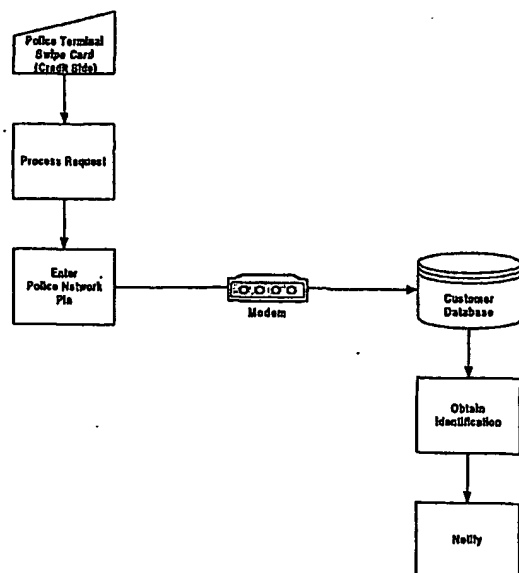 Police Terminal
Swipe Card
(Credit Side)
Process Request
Enter
Police Network
Pin
Modem
Customer
Database
Obtain
Identification
Notify